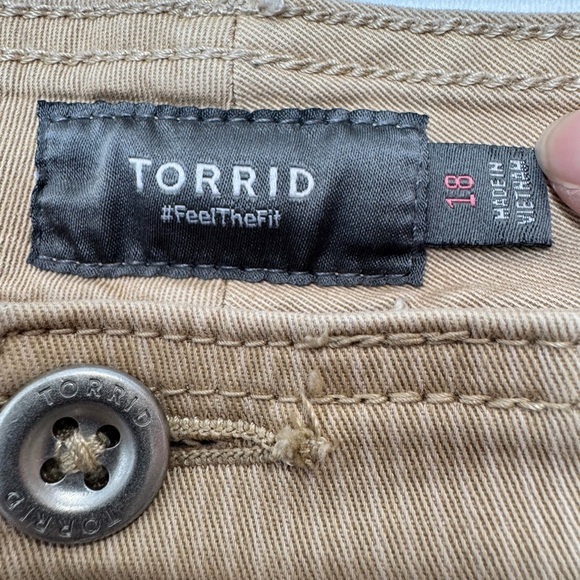 TORRID
#FeelTheFit
18
MADE IN
VIETNAM
TORRID
TORRID